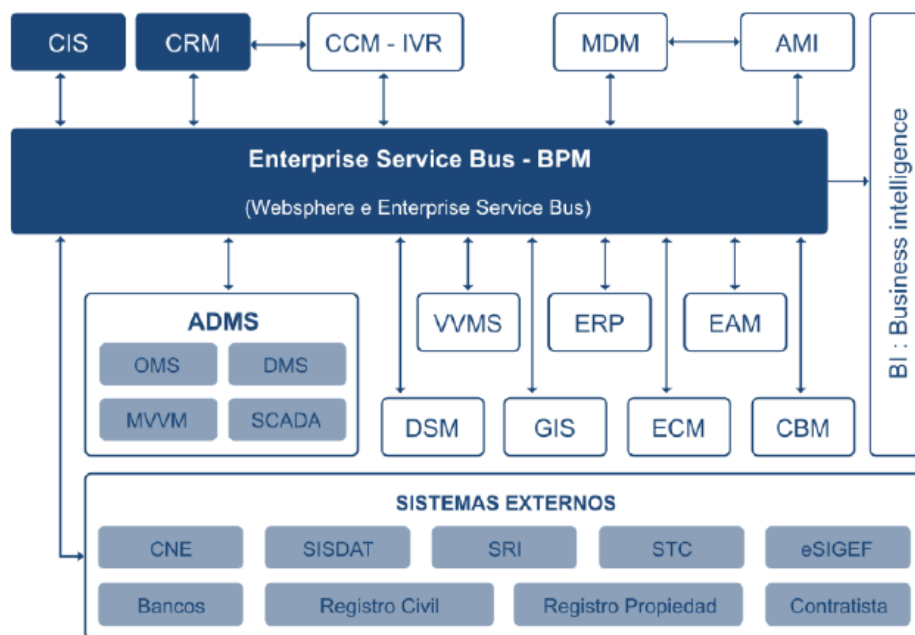 CIS
CRM
CCM - IVR
MDM
AMI
Enterprise Service Bus - BPM
(Websphere e Enterprise Service Bus)
BI : Business intelligence
ADMS
OMS
DMS
MVVM
SCADA
VVMS
ERP
EAM
DSM
GIS
ECM
CBM
SISTEMAS EXTERNOS
CNE
SISDAT
SRI
STC
eSIGEF
Bancos
Registro Civil
Registro Propiedad
Contratista